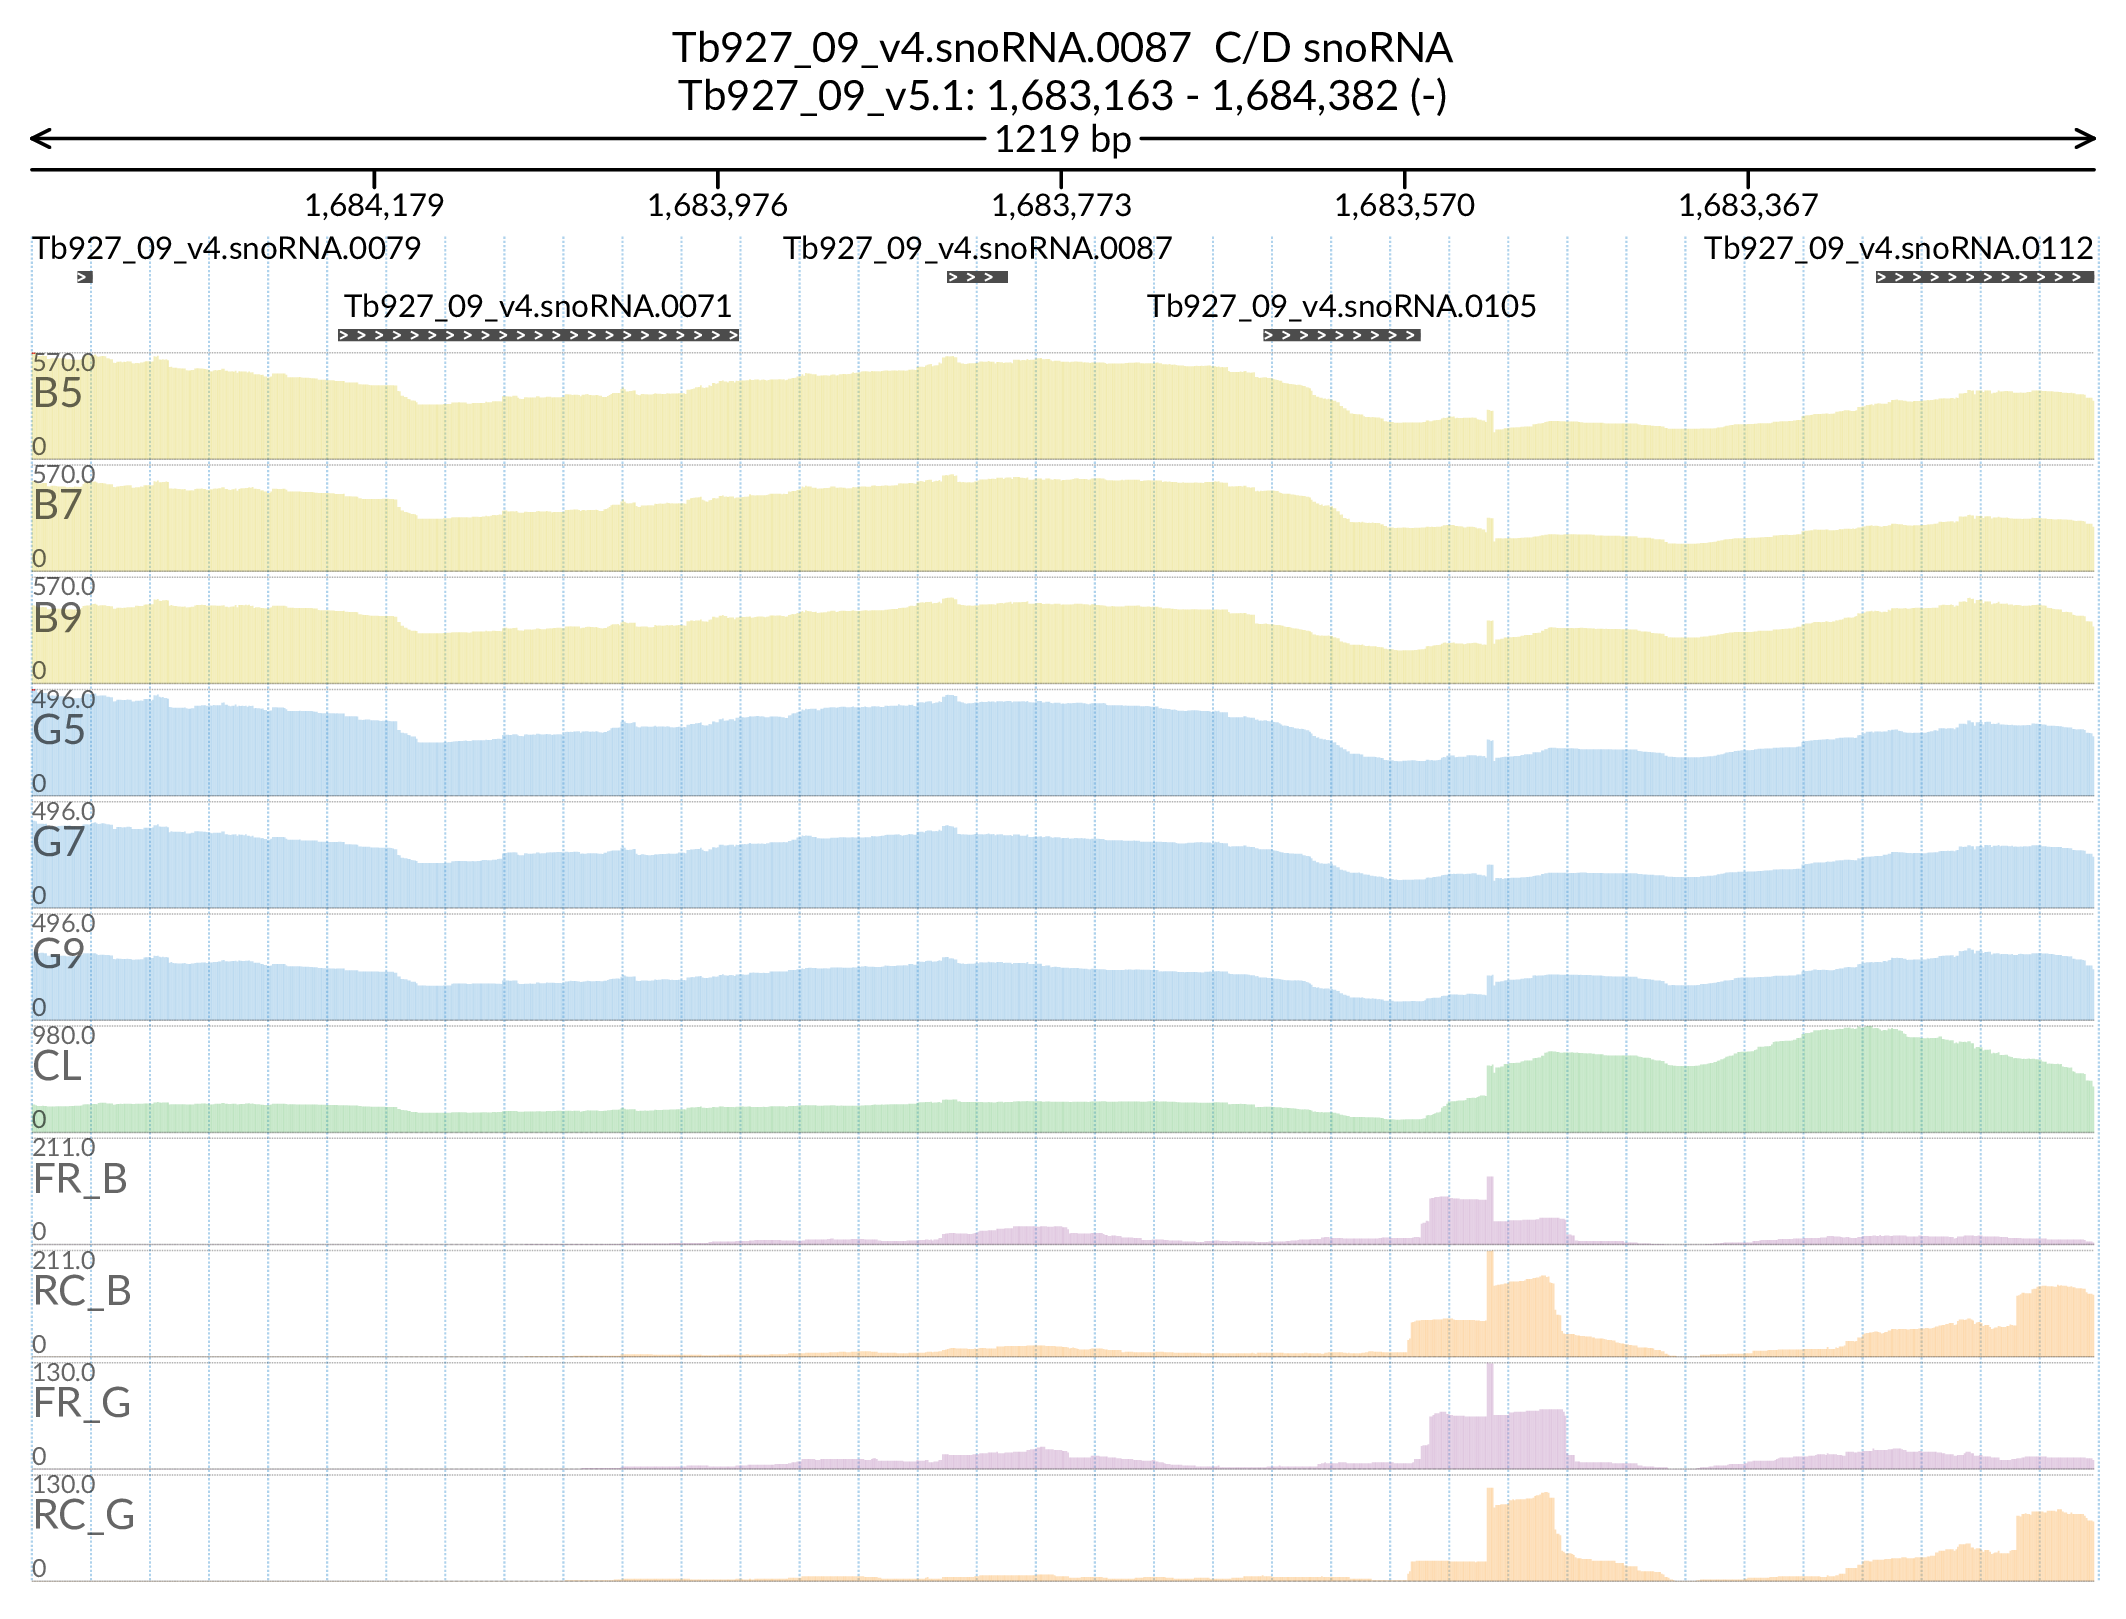 Tb927_09_v4.snoRNA.0087 C/D snoRNA
Tb927_09_v5.1: 1,683,163 - 1,684,382 (-)
1219 bp
1,684,179 1,683,976 1,683,773 1,683,570 1,683,367
Tb927_09_v4.snoRNA.0079 Tb927_09_v4.snoRNA.0087 Tb927_09_v4.snoRNA.0112
Tb927_09_v4.snoRNA.0071 Tb927_09_v4.snoRNA.0105
570.0
B5
0
570.0
B7
0
570.0
B9
0
496.0
G5
0
496.0
G7
0
496.0
G9
0
980.0
CL
0
211.0
FR_B
0
211.0
RC_B
0
130.0
FR_G
0
130.0
RC_G
0